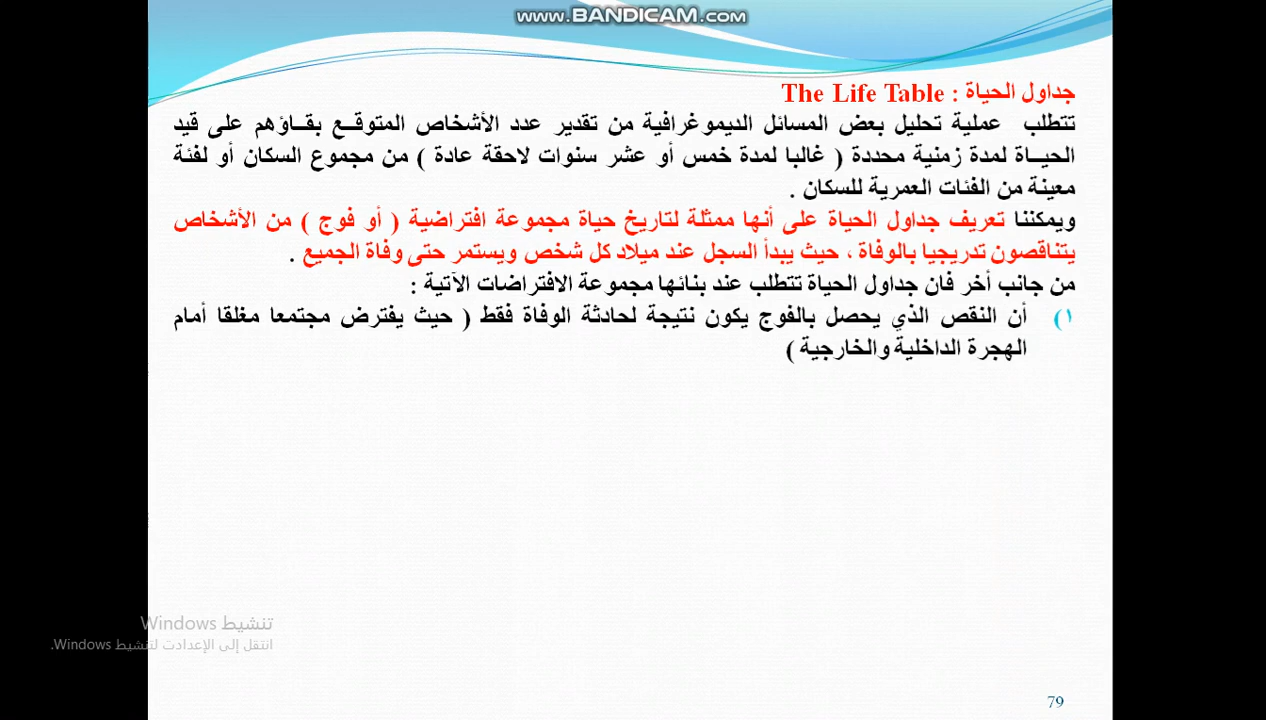 www.BANDICAM.com
جداول الحياة : The Life Table
تتطلب عملية تحليل بعض المسائل الديموغرافية من تقدير عدد الأشخاص المتوقــع بقــاؤهم على قيد
الحيــاة لمدة زمنية محددة ( غالبا لمدة خمس أو عشر سنوات لاحقة عادة ) من مجموع السكان أو لفئة
معينة من الفئات العمرية للسكان .
ويمكننا تعريف جداول الحياة على أنها ممثلة لتاريخ حياة مجموعة افتراضية ( أو فوج ) من الأشخاص
يتناقصون تدريجيا بالوفاة ، حيث يبدأ السجل عند ميلاد كل شخص ويستمر حتى وفاة الجميع .
من جانب أخر فان جداول الحياة تتطلب عند بنائها مجموعة الافتراضات الآتية :
١) أن النقص الذي يحصل بالفوج يكون نتيجة لحادثة الوفاة فقط ( حيث يفترض مجتمعا مغلقا أمام
الهجرة الداخلية والخارجية )
تنشيط Windows
انتقل إلى الإعدادات لتنشيط Windows.
79